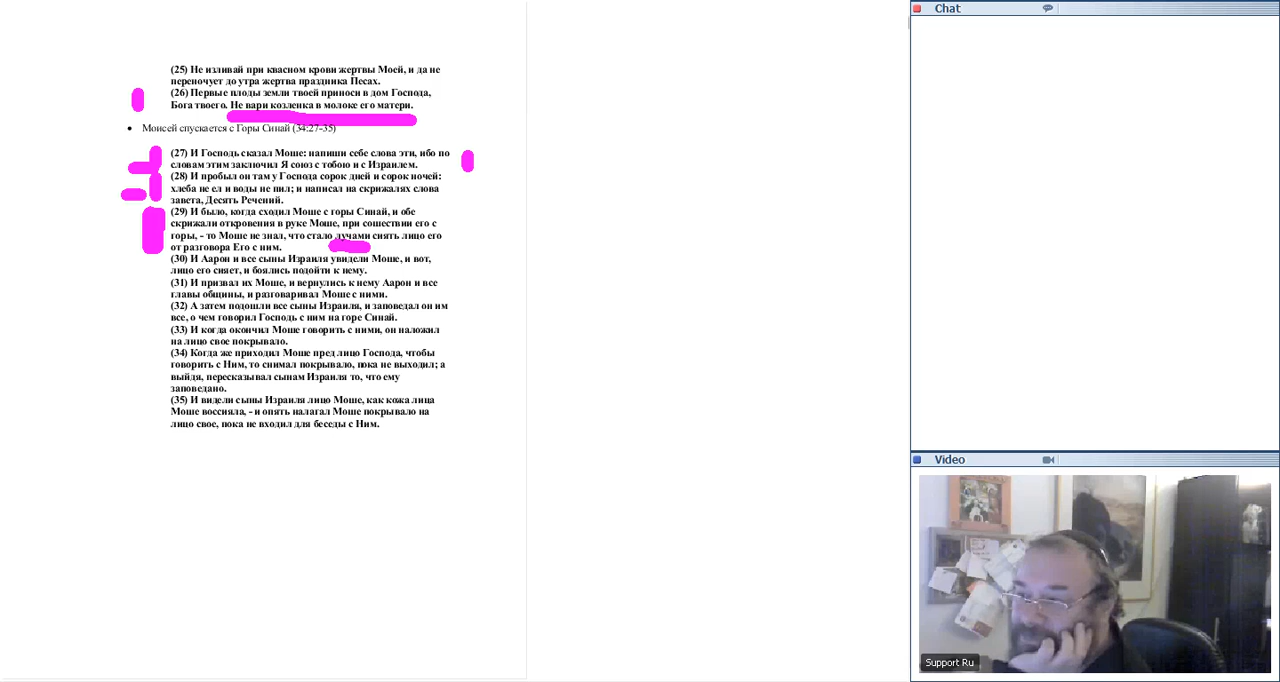 (25) Не изливай при квасном крови жертвы Моей, и да не
переночует до утра жертва праздника Песах.
(26) Первые плоды земли твоей приноси в дом Господа,
Бога твоего. Не вари козленка в молоке его матери.
• Моисей спускается с Горы Синай (34:27-35)
(27) И Господь сказал Моше: напиши себе слова эти, ибо по
словам этим заключил Я союз с тобою и с Израилем.
(28) И пробыл он там у Господа сорок дней и сорок ночей:
хлеба не ел и воды не пил; и написал на скрижалях слова
завета, Десять Речений.
(29) И было, когда сходил Моше с горы Синай, и обе
скрижали откровения в руке Моше, при сошествии его с
горы, - то Моше не знал, что стало лучами сиять лицо его
от разговора Его с ним.
(30) И Аарон и все сыны Израиля увидели Моше, и вот,
лицо его сияет, и боялись подойти к нему.
(31) И призвал их Моше, и вернулись к нему Аарон и все
главы общины, и разговаривал Моше с ними.
(32) А затем подошли все сыны Израиля, и заповедал он им
все, о чем говорил Господь с ним на горе Синай.
(33) И когда окончил Моше говорить с ними, он наложил
на лицо свое покрывало.
(34) Когда же приходил Моше пред лицо Господа, чтобы
говорить с Ним, то снимал покрывало, пока не выходил; а
выйдя, пересказывал сынам Израиля то, что ему
заповедано.
(35) И видели сыны Израиля лицо Моше, как кожа лица
Моше воссияла, - и опять налагал Моше покрывало на
лицо свое, пока не входил для беседы с Ним.
Chat
Video
Support Ru